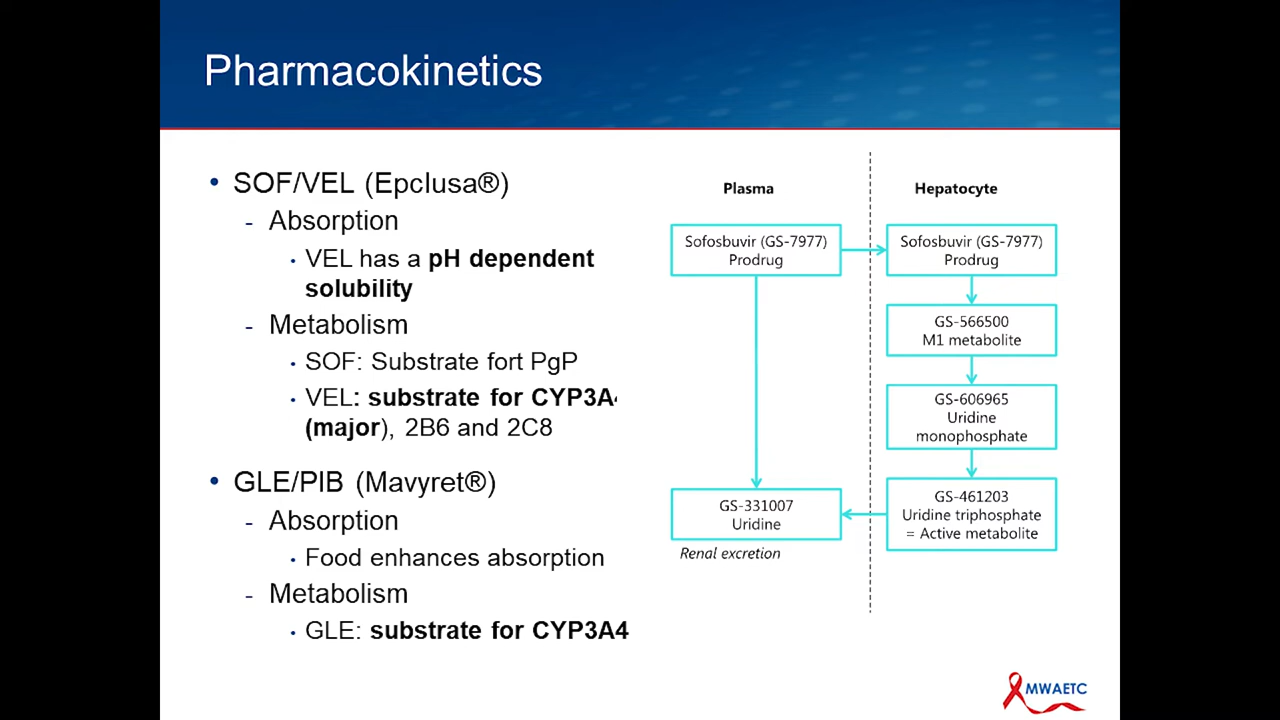 Pharmacokinetics
• SOF/VEL (Epclusa®)
- Absorption
• VEL has a pH dependent
solubility
- Metabolism
• SOF: Substrate fort PgP
• VEL: substrate for CYP3A4
(major), 2B6 and 2C8
• GLE/PIB (Mavyret®)
- Absorption
• Food enhances absorption
- Metabolism
• GLE: substrate for CYP3A4
Plasma
Hepatocyte
Sofosbuvir (GS-7977)
Prodrug
Sofosbuvir (GS-7977)
Prodrug
GS-566500
M1 metabolite
GS-606965
Uridine
monophosphate
GS-331007
Uridine
Renal excretion
GS-461203
Uridine triphosphate
= Active metabolite
MWAETC